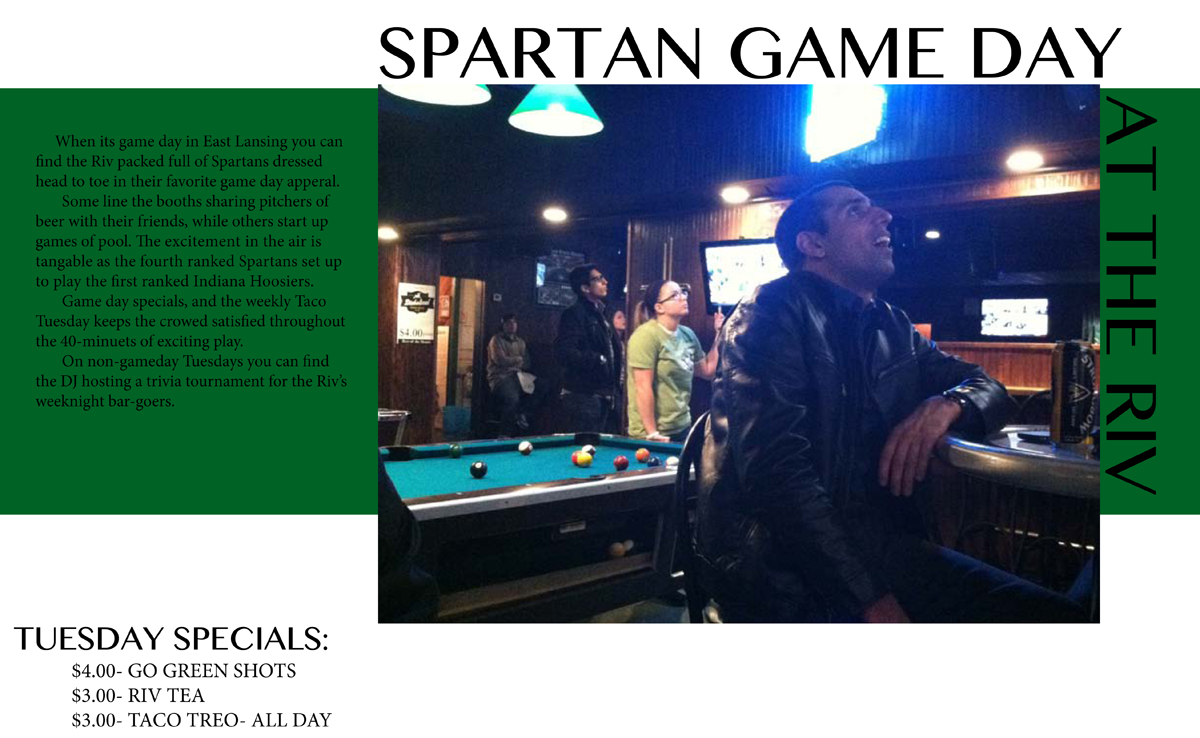 SPARTAN GAME DAY
AT THE RIV
When its game day in East Lansing you can
find the Riv packed full of Spartans dressed
head to toe in their favorite game day apperal.
Some line the booths sharing pitchers of
beer with their friends, while others start up
games of pool. The excitement in the air is
tangable as the fourth ranked Spartans set up
to play the first ranked Indiana Hoosiers.
Game day specials, and the weekly Taco
Tuesday keeps the crowed satisfied throughout
the 40-minuets of exciting play.
On non-gameday Tuesdays you can find
the DJ hosting a trivia tournament for the Riv's
weeknight bar-goers.
$4.00
TUESDAY SPECIALS:
$4.00- GO GREEN SHOTS
$3.00- RIV TEA
$3.00- TACO TREO- ALL DAY